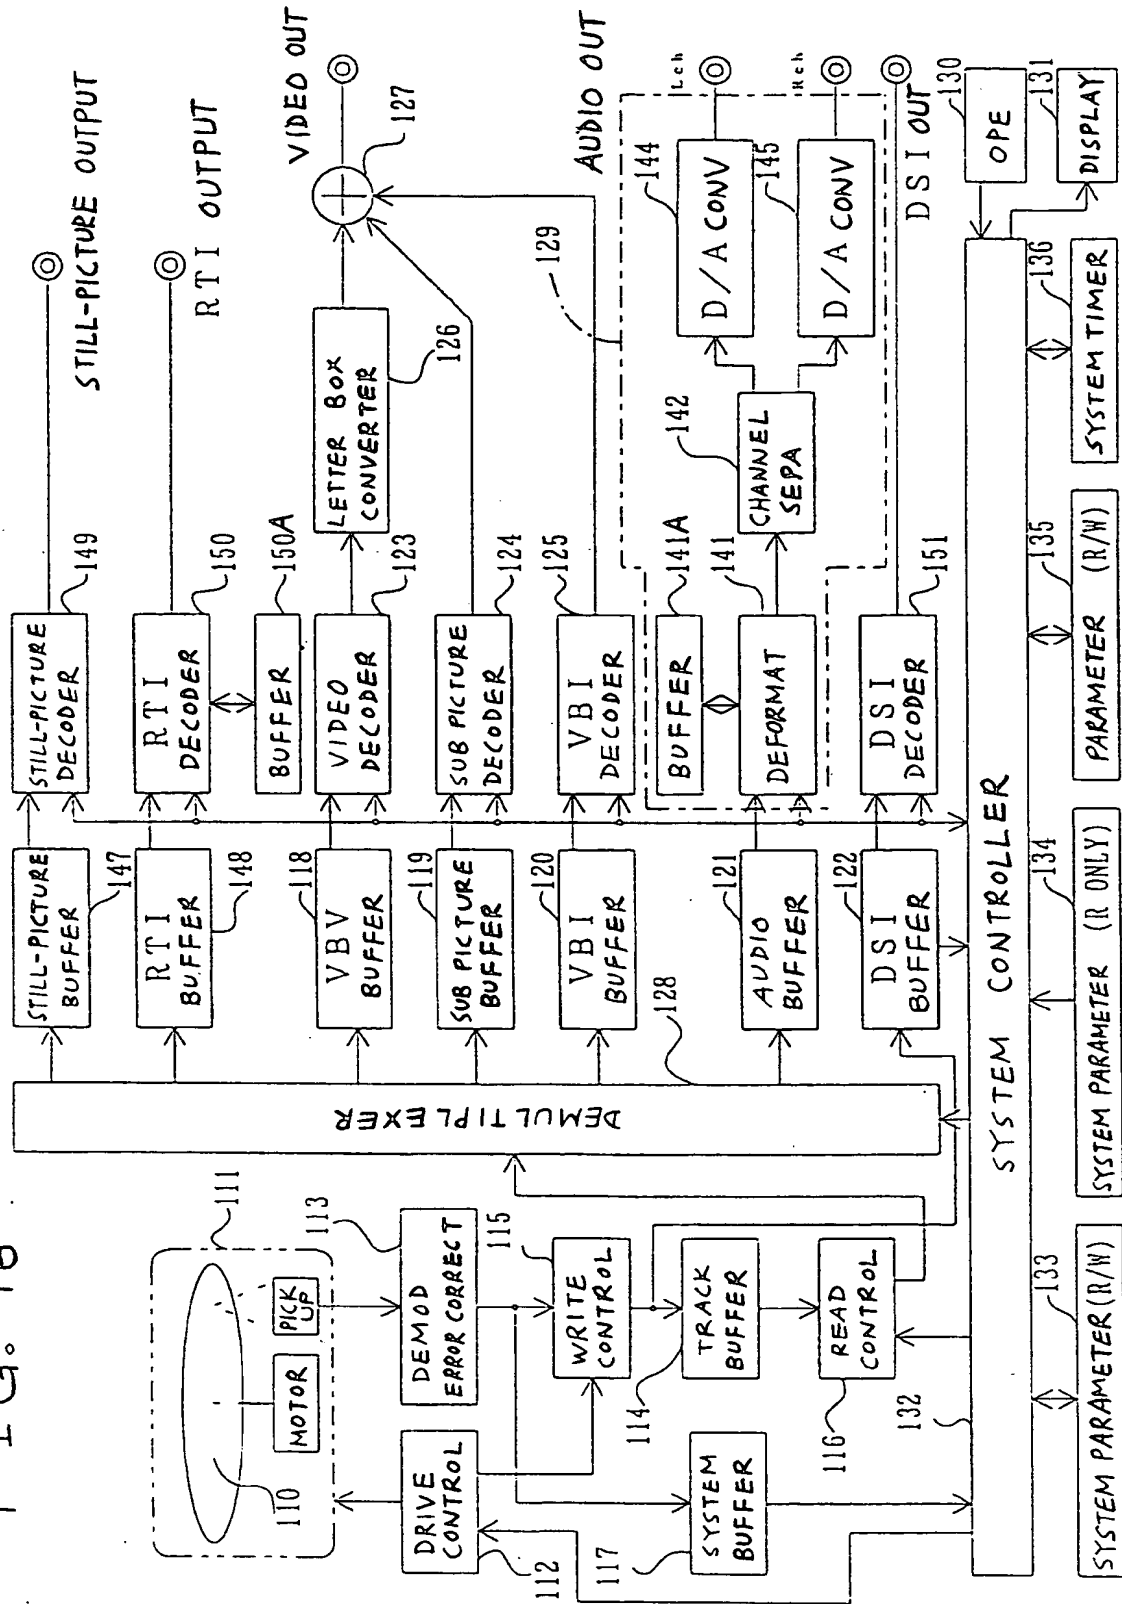 FIG. 16
STILL-PICTURE OUTPUT
RTI OUTPUT
VIDEO OUT
AUDIO OUT
Lch
Rch
DSI OUT
149
STILL-PICTURE
DECODER
150
RTI
DECODER
150A
BUFFER
123
VIDEO
DECODER
LETTER BOX
CONVERTER
126
127
124
SUB PICTURE
DECODER
125
VBI
DECODER
129
141A
BUFFER
141
DEFORMAT
142
CHANNEL
SEPA
144
D/A CONV
145
D/A CONV
151
DSI
DECODER
147
STILL-PICTURE
BUFFER
148
RTI
BUFFER
118
VBV
BUFFER
119
SUB PICTURE
BUFFER
120
VBI
BUFFER
121
AUDIO
BUFFER
122
DSI
BUFFER
128
DEMULTIPLEXER
111
110
MOTOR
PICK
UP
113
DEMOD
ERROR CORRECT
112
DRIVE
CONTROL
115
WRITE
CONTROL
114
TRACK
BUFFER
116
READ
CONTROL
117
SYSTEM
BUFFER
132
SYSTEM CONTROLLER
130
OPE
131
DISPLAY
133
SYSTEM PARAMETER (R/W)
134
SYSTEM PARAMETER (R ONLY)
135
PARAMETER (R/W)
136
SYSTEM TIMER